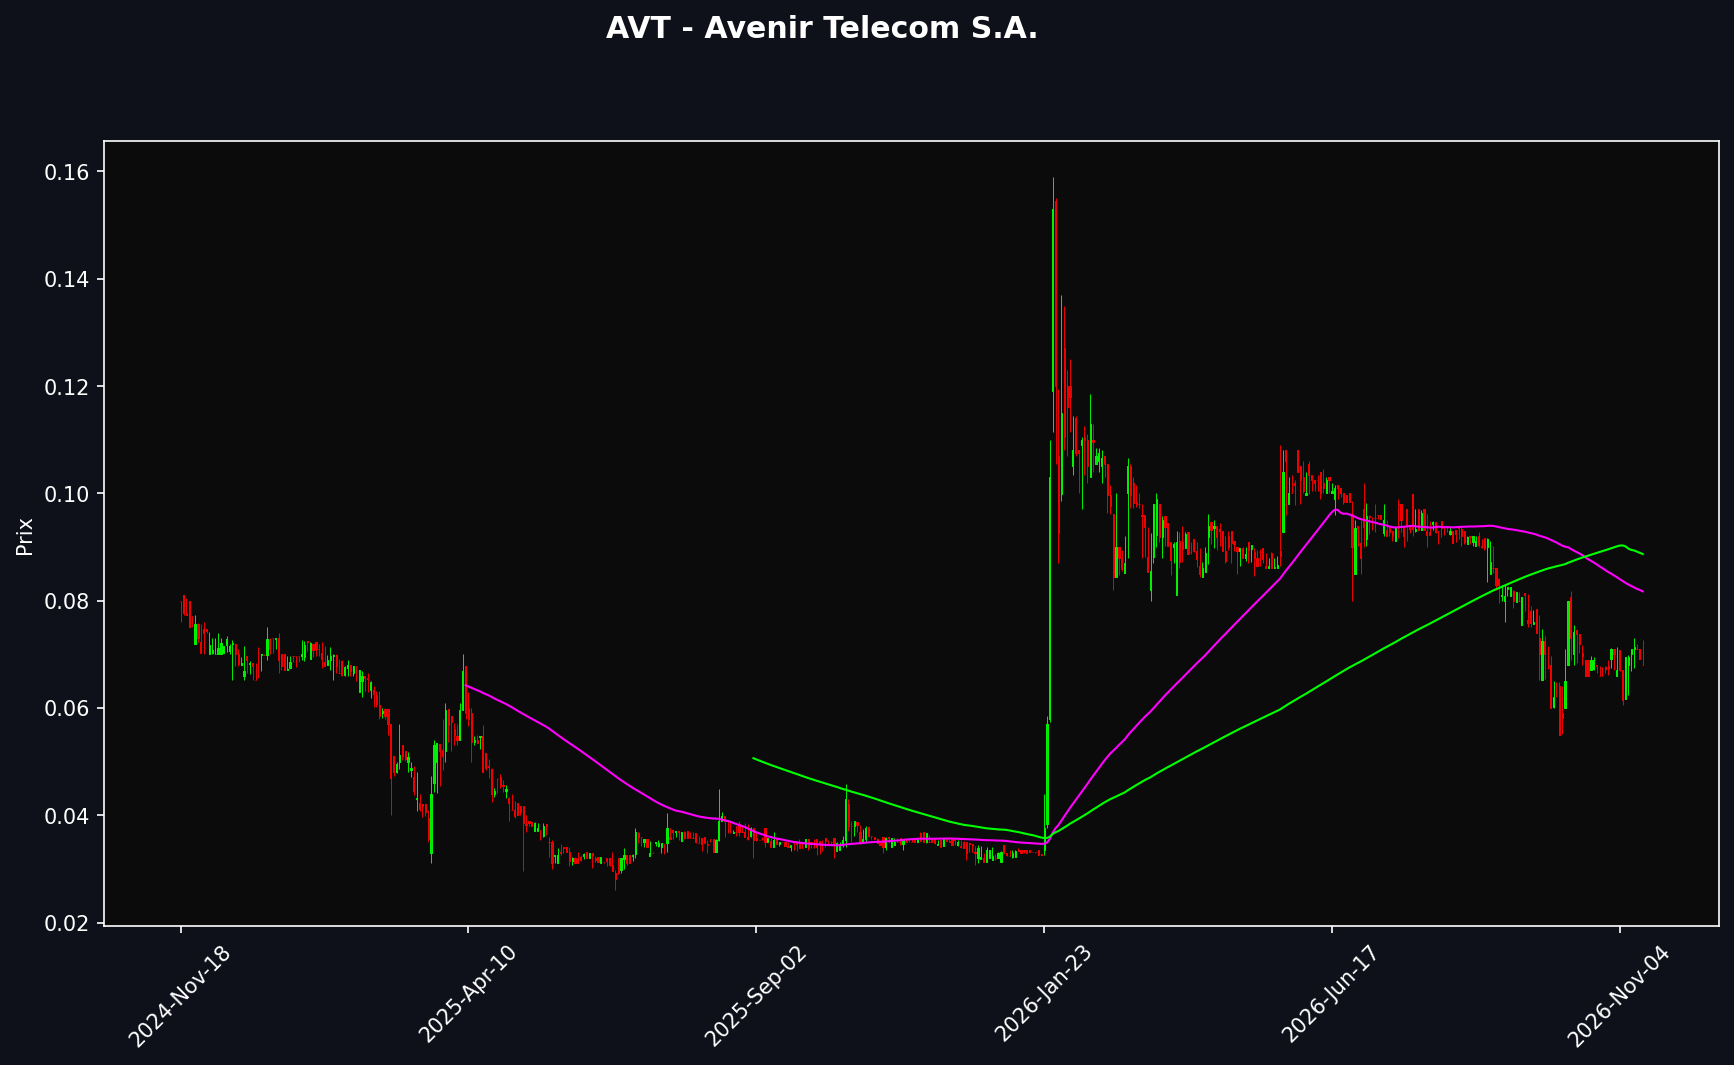 AVT - Avenir Telecom S.A.
Prix
0.16
0.14
0.12
0.10
0.08
0.06
0.04
0.02
2024-Nov-18
2025-Apr-10
2025-Sep-02
2026-Jan-23
2026-Jun-17
2026-Nov-04